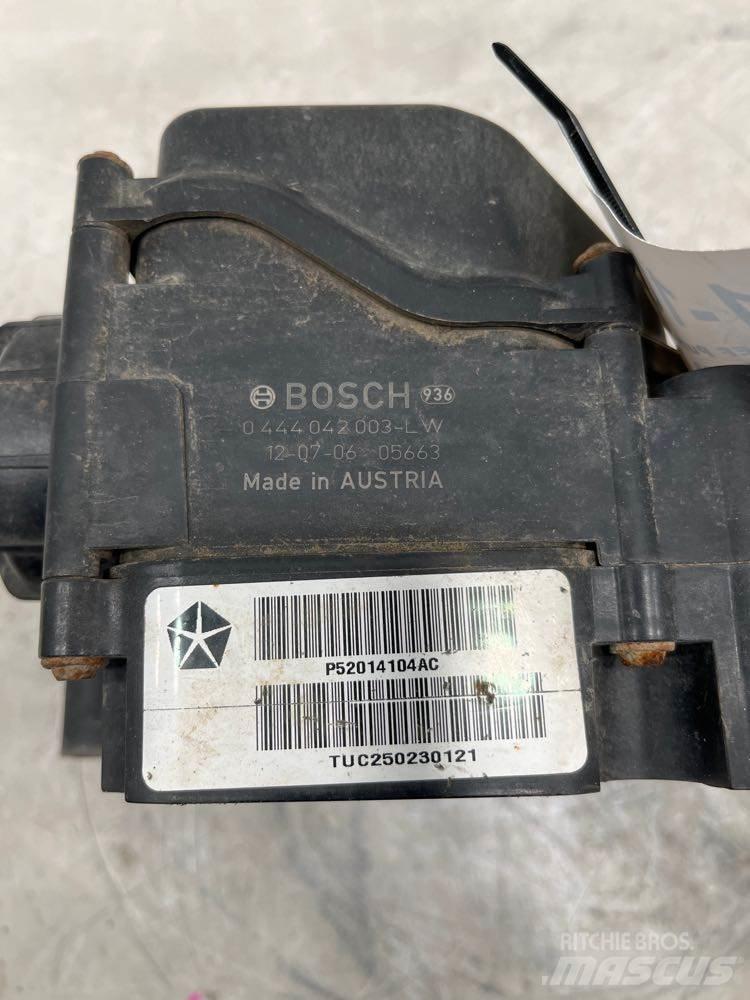 BOSCH 936
0 444 042 003-LW
12-07-06 05663
Made in AUSTRIA
P52014104AC
TUC250230121
RITCHIE BROS.
MASCUS